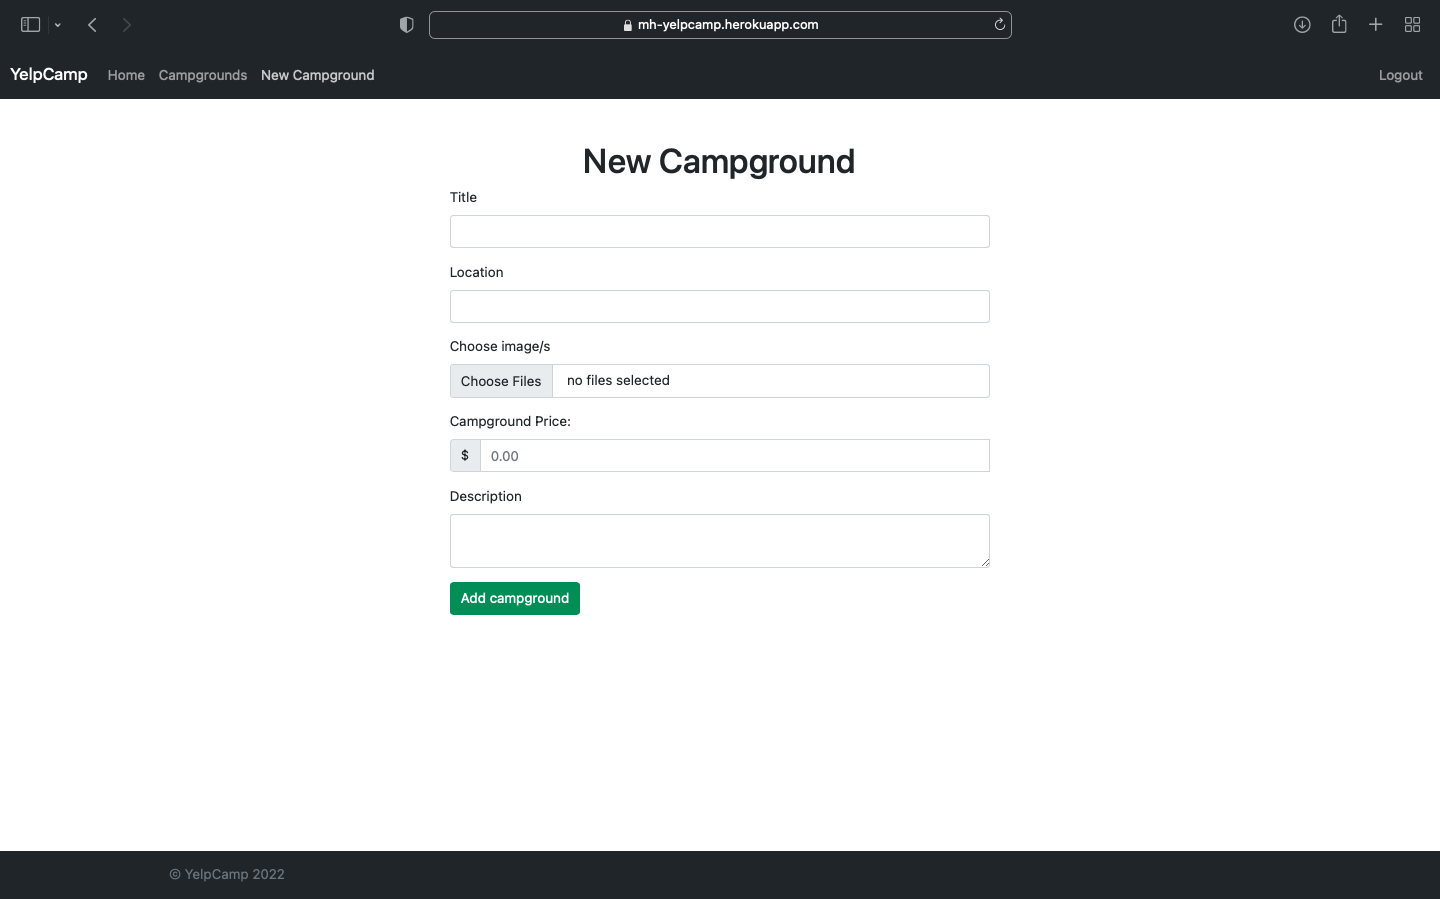 mh-yelpcamp.herokuapp.com
YelpCamp Home Campgrounds New Campground Logout
New Campground
Title
Location
Choose image/s
Choose Files no files selected
Campground Price:
$ 0.00
Description
Add campground
© YelpCamp 2022